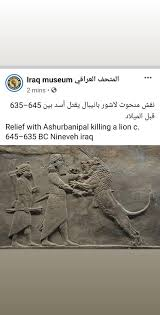 Iraq museum المتحف العراقي
2 mins
نقش منحوت لاشور بانيبال يقتل أسد بين 645–635
قبل الميلاد
Relief with Ashurbanipal killing a lion c.
645–635 BC Nineveh iraq